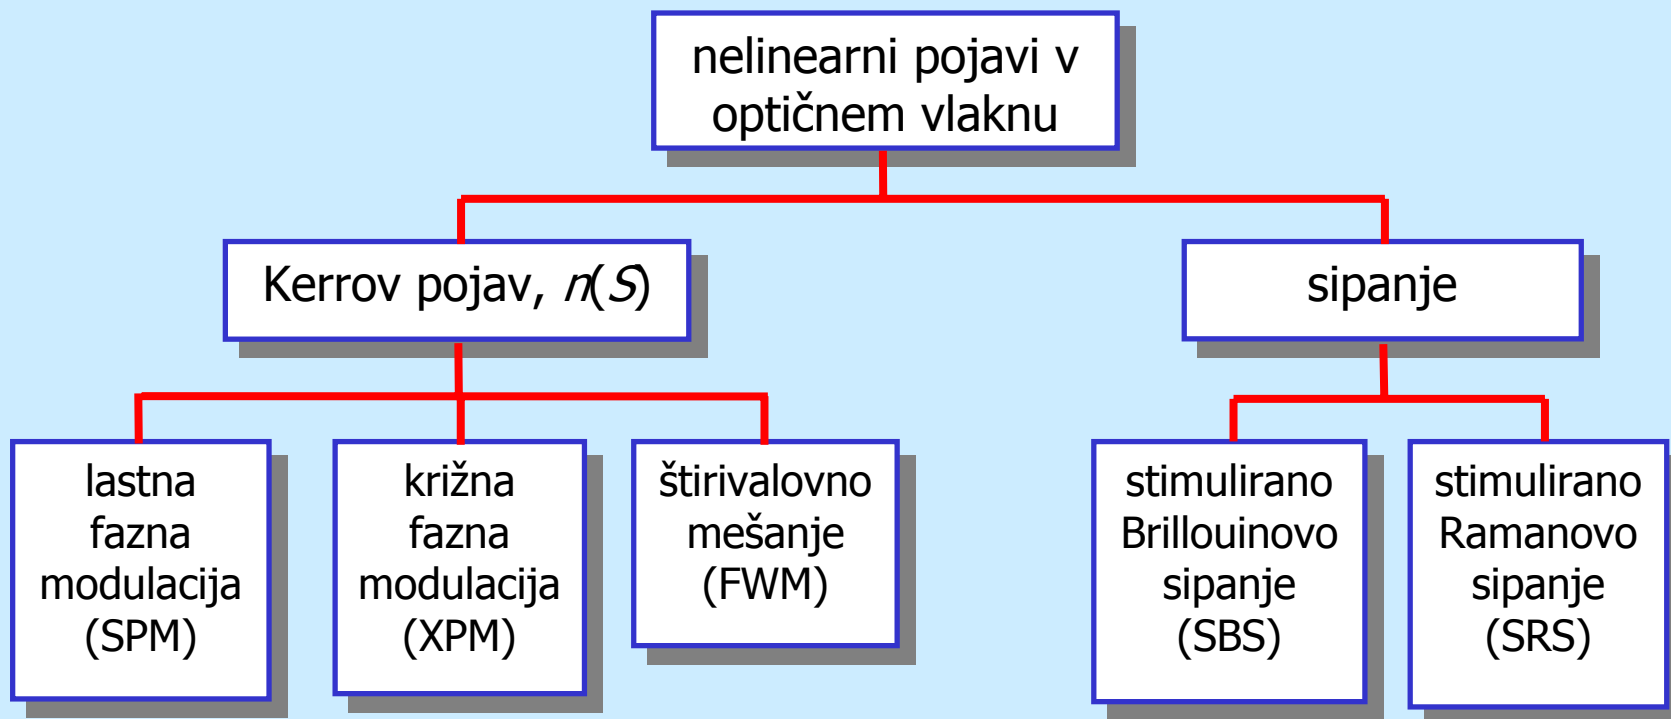 nelinearni pojavi v
optičnem vlaknu
Kerrov pojav, n(S)
sipanje
lastna
fazna
modulacija
(SPM)
križna
fazna
modulacija
(XPM)
štirivalovno
mešanje
(FWM)
stimulirano
Brillouinovo
sipanje
(SBS)
stimulirano
Ramanovo
sipanje
(SRS)